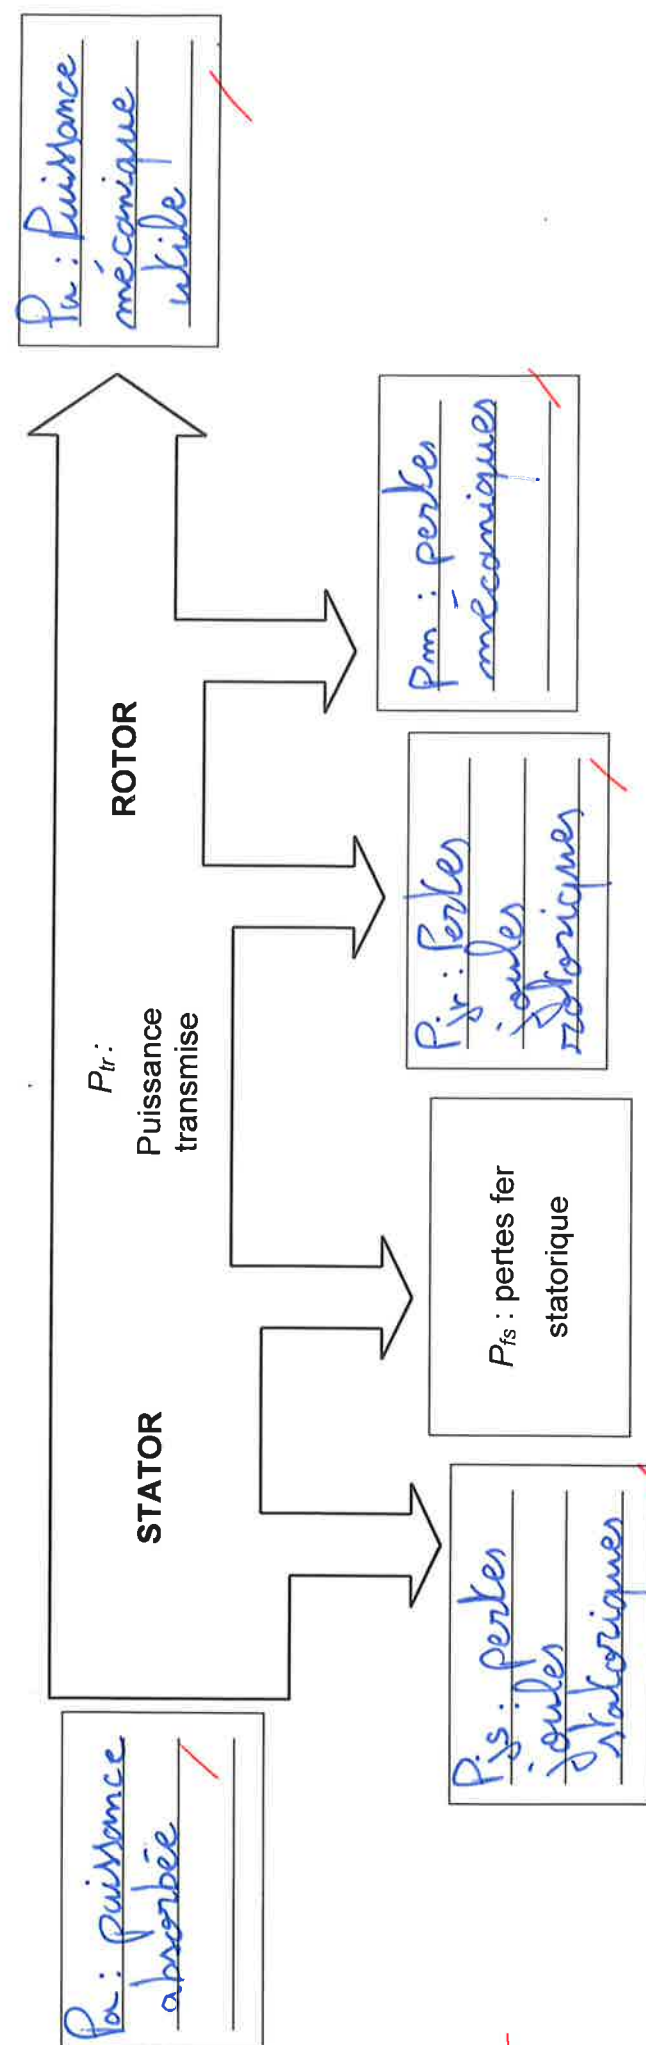 Pa : puissance
absorbée
STATOR
Ptr :
Puissance
transmise
ROTOR
Pu : Puissance
mécanique
utile
Pjs : pertes
joules
statoriques
Pfs : pertes fer
statorique
Pjr : Pertes
joules
rotoriques
pm : pertes
mécaniques